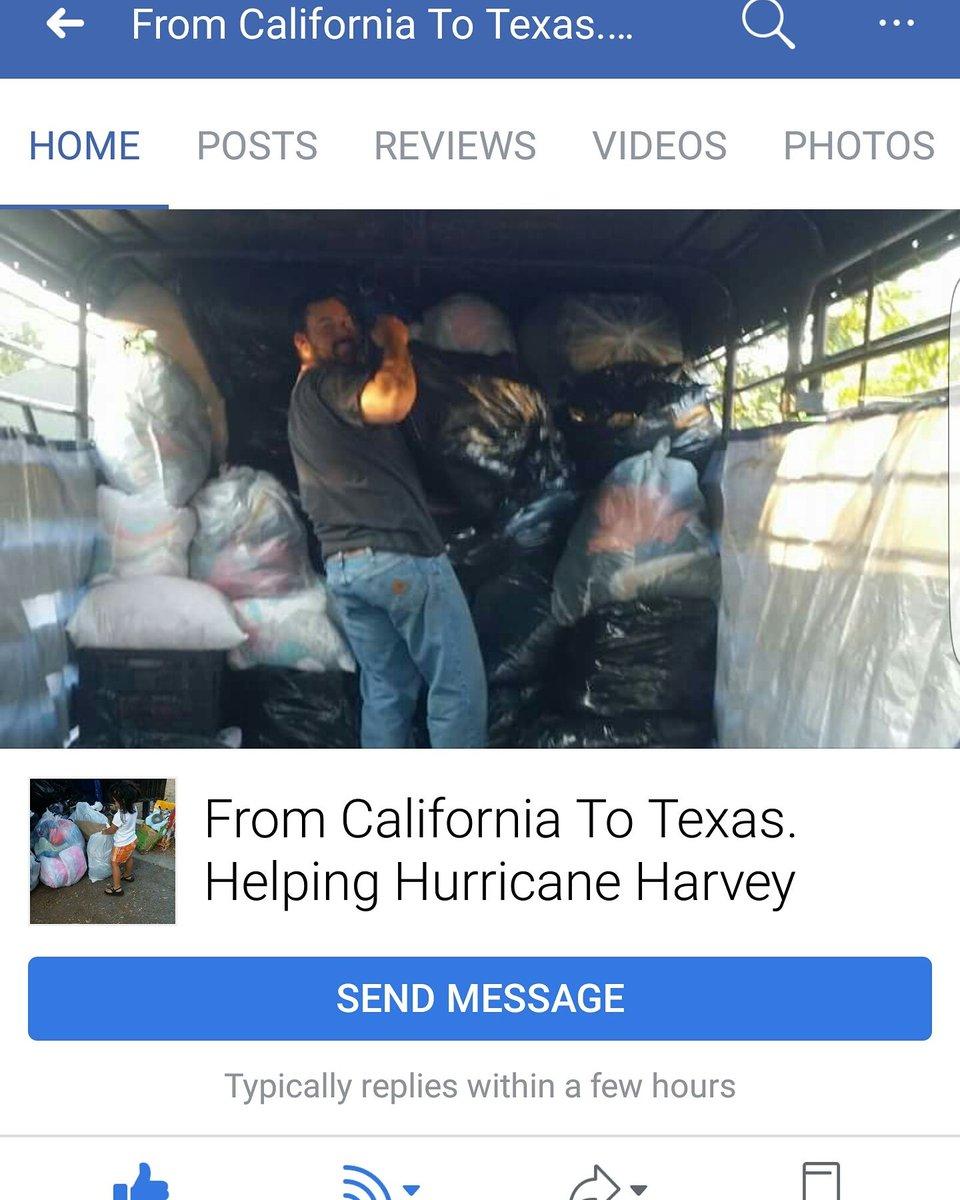 From California To Texas....
HOME POSTS REVIEWS VIDEOS PHOTOS
From California To Texas.
Helping Hurricane Harvey
SEND MESSAGE
Typically replies within a few hours